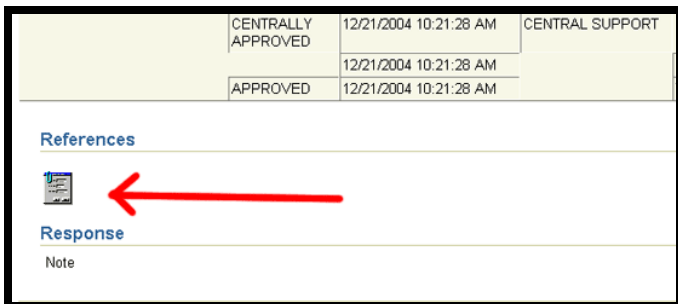 CENTRALLY 12/21/2004 10:21:28 AM CENTRAL SUPPORT
APPROVED
12/21/2004 10:21:28 AM
APPROVED 12/21/2004 10:21:28 AM
References
Response
Note